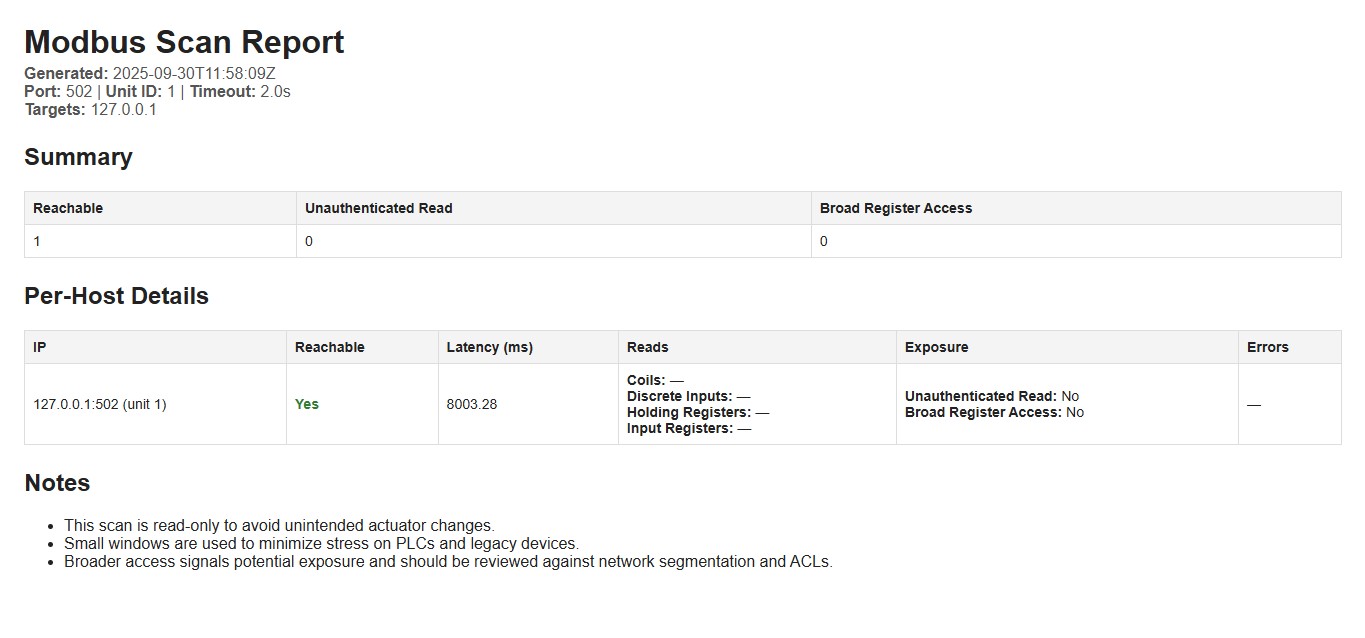 Modbus Scan Report
Generated: 2025-09-30T11:58:09Z
Port: 502 | Unit ID: 1 | Timeout: 2.0s
Targets: 127.0.0.1
Summary
Reachable Unauthenticated Read Broad Register Access
1 0 0
Per-Host Details
IP Reachable Latency (ms) Reads Exposure Errors
127.0.0.1:502 (unit 1) Yes 8003.28
Coils: —
Discrete Inputs: —
Holding Registers: —
Input Registers: —
Unauthenticated Read: No
Broad Register Access: No
—
Notes
• This scan is read-only to avoid unintended actuator changes.
• Small windows are used to minimize stress on PLCs and legacy devices.
• Broader access signals potential exposure and should be reviewed against network segmentation and ACLs.